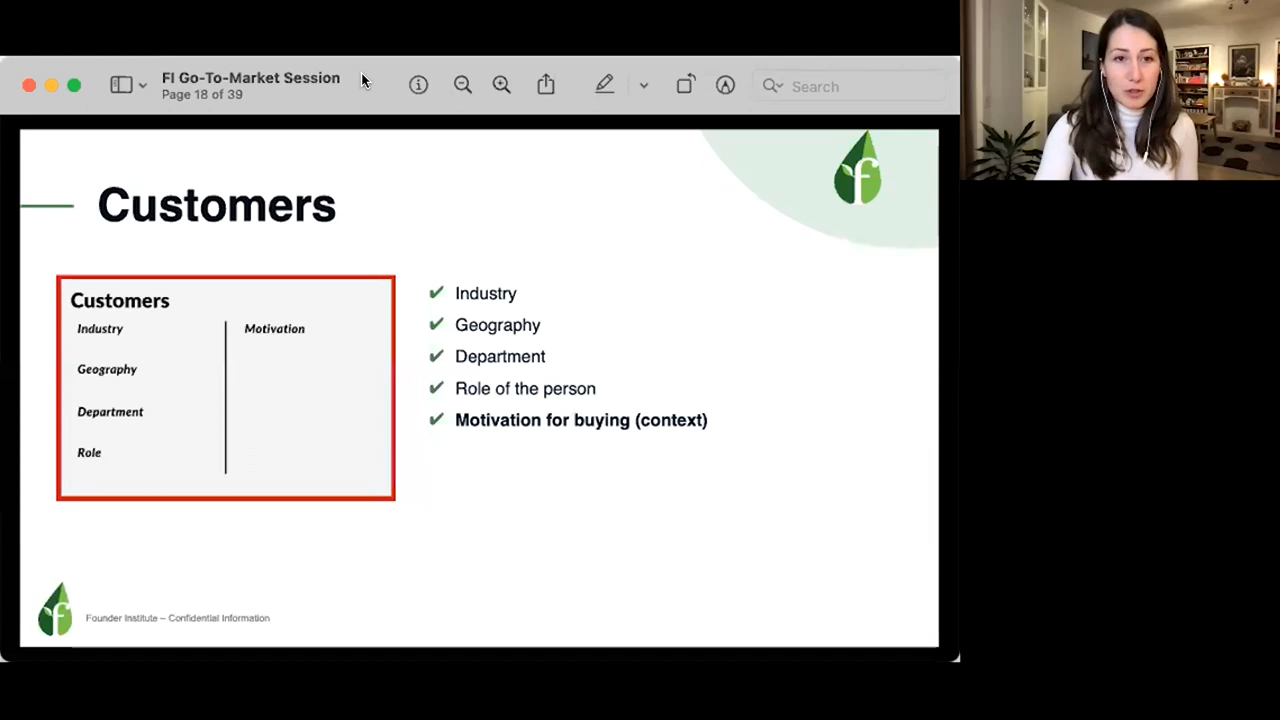 FI Go-To-Market Session
Page 18 of 39
Search
Customers
Customers
Industry
Motivation
Geography
Department
Role
✔ Industry
✔ Geography
✔ Department
✔ Role of the person
✔ Motivation for buying (context)
f
f
Founder Institute – Confidential Information